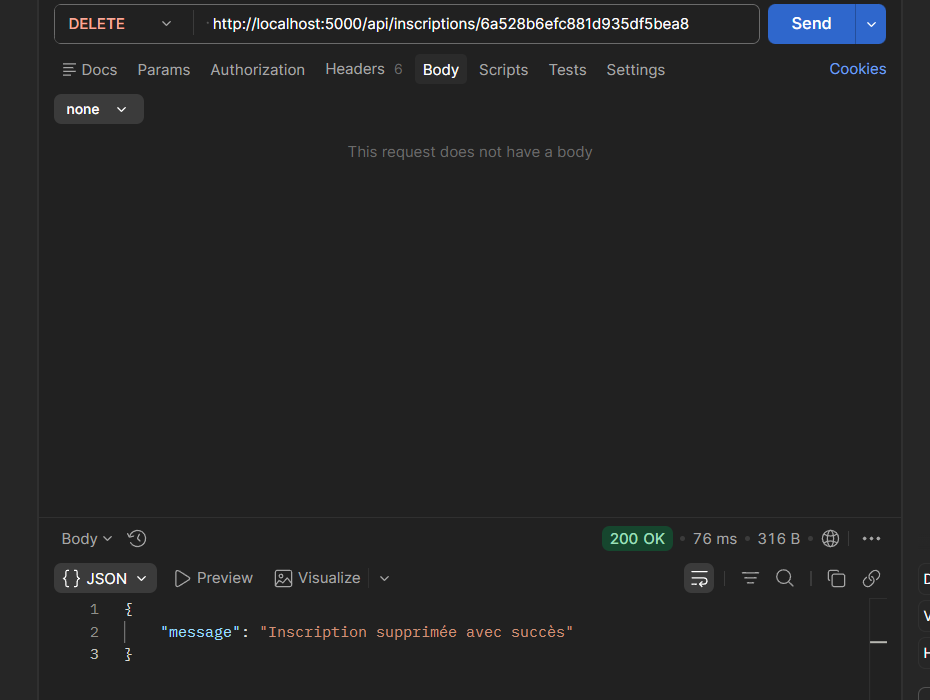 DELETE http://localhost:5000/api/inscriptions/6a528b6efc881d935df5bea8 Send
Docs Params Authorization Headers 6 Body Scripts Tests Settings Cookies
none
This request does not have a body
Body 200 OK • 76 ms • 316 B •
{} JSON Preview Visualize
1 {
2 "message": "Inscription supprimée avec succès"
3 }